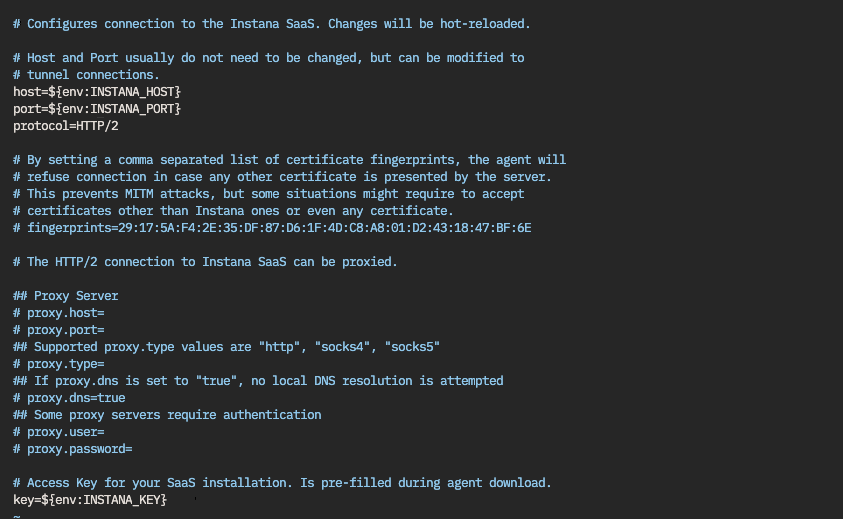 # Configures connection to the Instana SaaS. Changes will be hot-reloaded.
# Host and Port usually do not need to be changed, but can be modified to
# tunnel connections.
host=${env:INSTANA_HOST}
port=${env:INSTANA_PORT}
protocol=HTTP/2
# By setting a comma separated list of certificate fingerprints, the agent will
# refuse connection in case any other certificate is presented by the server.
# This prevents MITM attacks, but some situations might require to accept
# certificates other than Instana ones or even any certificate.
# fingerprints=29:17:5A:F4:2E:35:DF:87:D6:1F:4D:C8:A8:01:D2:43:18:47:BF:6E
# The HTTP/2 connection to Instana SaaS can be proxied.
## Proxy Server
# proxy.host=
# proxy.port=
## Supported proxy.type values are "http", "socks4", "socks5"
# proxy.type=
## If proxy.dns is set to "true", no local DNS resolution is attempted
# proxy.dns=true
## Some proxy servers require authentication
# proxy.user=
# proxy.password=
# Access Key for your SaaS installation. Is pre-filled during agent download.
key=${env:INSTANA_KEY}
~